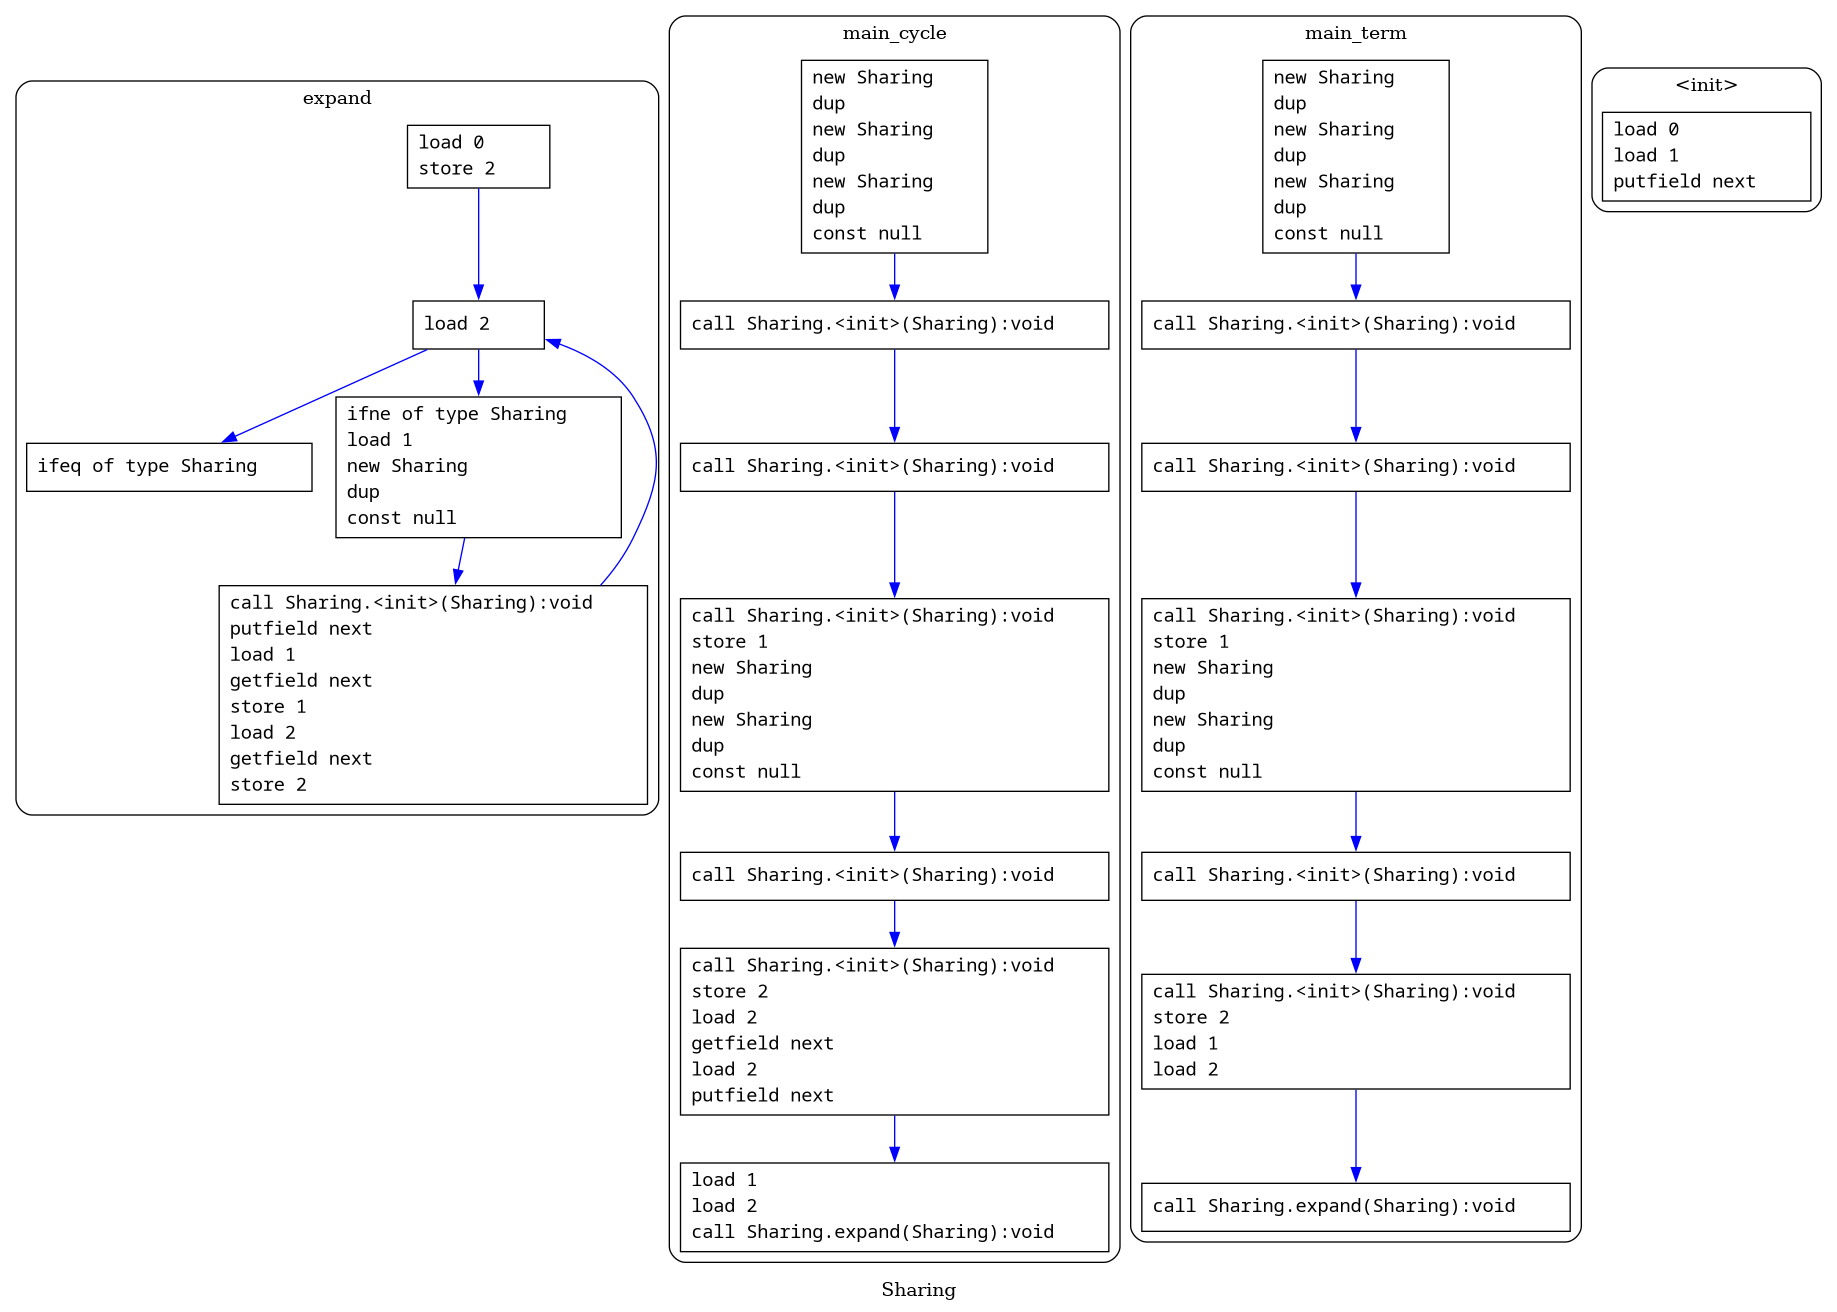 expand
load 0
store 2
load 2
ifeq of type Sharing
ifne of type Sharing
load 1
new Sharing
dup
const null
call Sharing.<init>(Sharing):void
putfield next
load 1
getfield next
store 1
load 2
getfield next
store 2
main_cycle
new Sharing
dup
new Sharing
dup
new Sharing
dup
const null
call Sharing.<init>(Sharing):void
call Sharing.<init>(Sharing):void
call Sharing.<init>(Sharing):void
store 1
new Sharing
dup
new Sharing
dup
const null
call Sharing.<init>(Sharing):void
call Sharing.<init>(Sharing):void
store 2
load 2
getfield next
load 2
putfield next
load 1
load 2
call Sharing.expand(Sharing):void
main_term
new Sharing
dup
new Sharing
dup
new Sharing
dup
const null
call Sharing.<init>(Sharing):void
call Sharing.<init>(Sharing):void
call Sharing.<init>(Sharing):void
store 1
new Sharing
dup
new Sharing
dup
const null
call Sharing.<init>(Sharing):void
call Sharing.<init>(Sharing):void
store 2
load 1
load 2
call Sharing.expand(Sharing):void
<init>
load 0
load 1
putfield next
Sharing